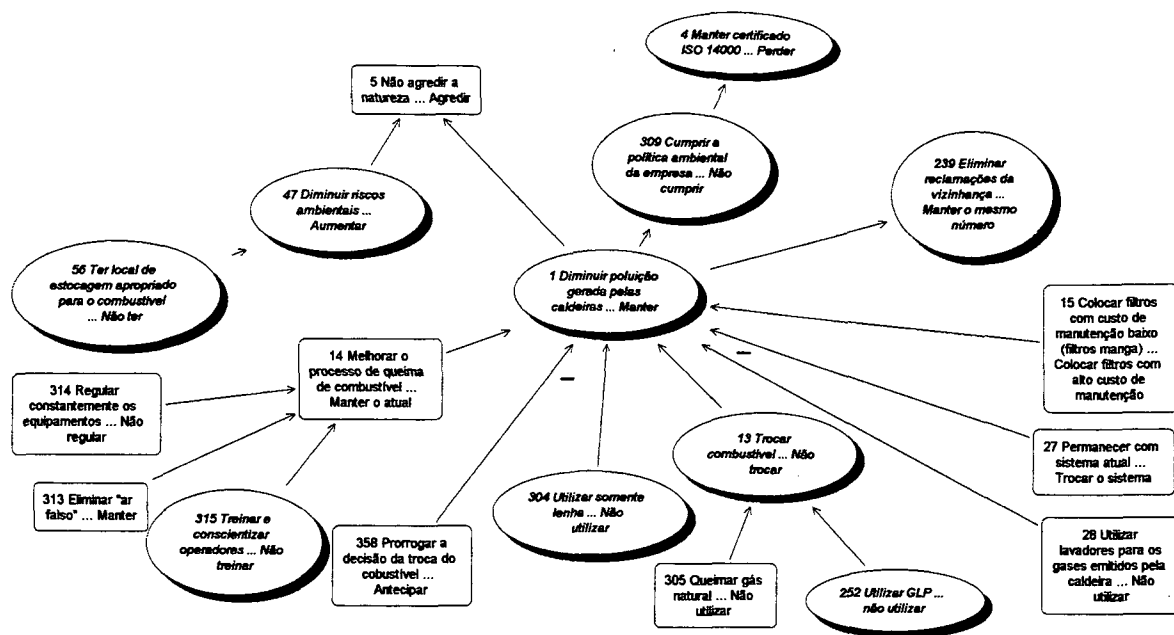 4 Manter certificado
ISO 14000 ... Perder
5 Não agredir a
natureza ... Agredir
309 Cumprir a
política ambiental
da empresa ... Não
cumprir
239 Eliminar
reclamações da
vizinhança ...
Manter o mesmo
número
47 Diminuir riscos
ambientais ...
Aumentar
56 Ter local de
estocagem apropriado
para o combustível
... Não ter
1 Diminuir poluição
gerada pelas
caldeiras ... Manter
15 Colocar filtros
com custo de
manutenção baixo
(filtros manga) ...
Colocar filtros com
alto custo de
manutenção
14 Melhorar o
processo de queima
de combustível ...
Manter o atual
314 Regular
constantemente os
equipamentos ... Não
regular
–
–
13 Trocar
combustível ... Não
trocar
27 Permanecer com
sistema atual ...
Trocar o sistema
313 Eliminar "ar
falso" ... Manter
315 Treinar e
conscientizar
operadores ... Não
treinar
304 Utilizar somente
lenha ... Não
utilizar
358 Prorrogar a
decisão da troca do
cobustível ...
Antecipar
305 Queimar gás
natural ... Não
utilizar
252 Utilizar GLP ...
não utilizar
28 Utilizar
lavadores para os
gases emitidos pela
caldeira ... Não
utilizar